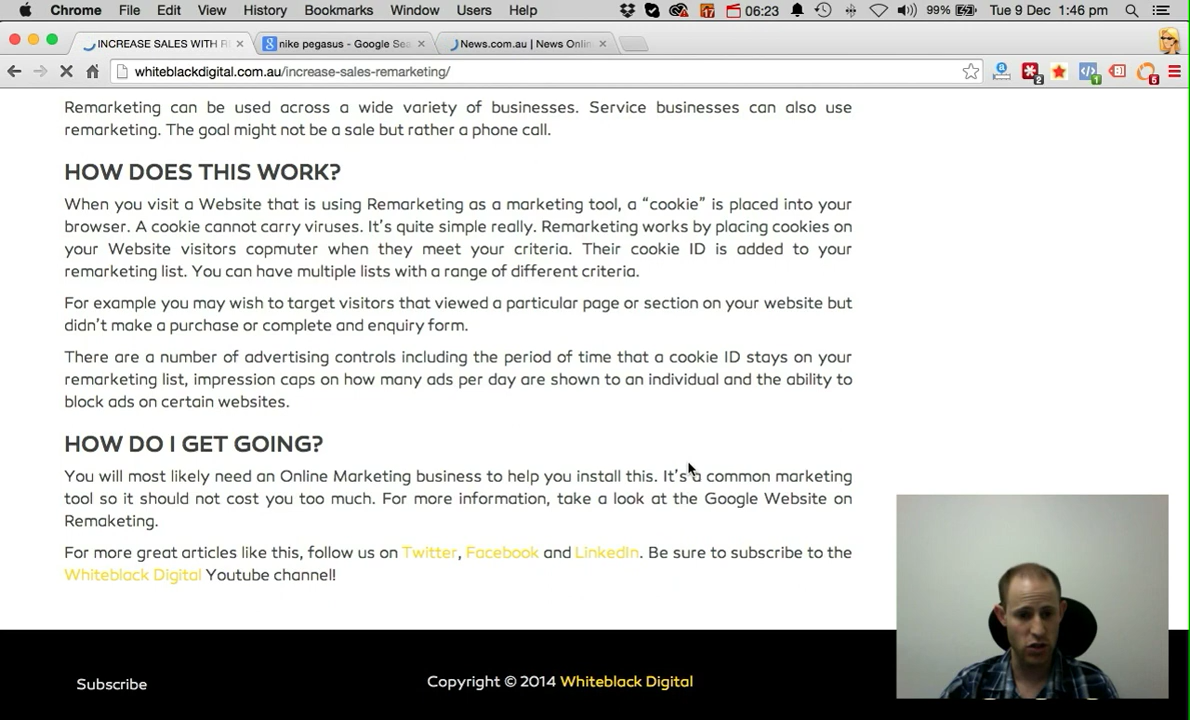 Chrome File Edit View History Bookmarks Window Users Help 17 06:23 99% Tue 9 Dec 1:46 pm
INCREASE SALES WITH R nike pegasus - Google Sea News.com.au | News Onlin
whiteblackdigital.com.au/increase-sales-remarketing/ 2 1 6
Remarketing can be used across a wide variety of businesses. Service businesses can also use
remarketing. The goal might not be a sale but rather a phone call.
HOW DOES THIS WORK?
When you visit a Website that is using Remarketing as a marketing tool, a “cookie” is placed into your
browser. A cookie cannot carry viruses. It’s quite simple really. Remarketing works by placing cookies on
your Website visitors copmuter when they meet your criteria. Their cookie ID is added to your
remarketing list. You can have multiple lists with a range of different criteria.
For example you may wish to target visitors that viewed a particular page or section on your website but
didn’t make a purchase or complete and enquiry form.
There are a number of advertising controls including the period of time that a cookie ID stays on your
remarketing list, impression caps on how many ads per day are shown to an individual and the ability to
block ads on certain websites.
HOW DO I GET GOING?
You will most likely need an Online Marketing business to help you install this. It’s a common marketing
tool so it should not cost you too much. For more information, take a look at the Google Website on
Remaketing.
For more great articles like this, follow us on Twitter, Facebook and LinkedIn. Be sure to subscribe to the
Whiteblack Digital Youtube channel!
Subscribe
Copyright © 2014 Whiteblack Digital